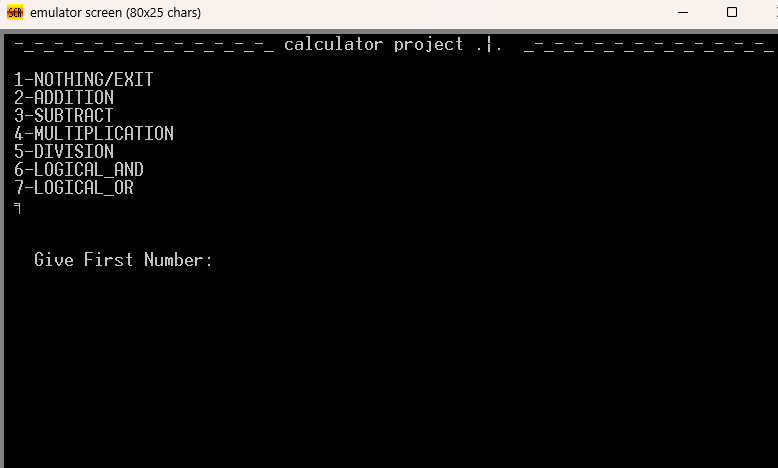 emulator screen (80x25 chars)
-_-_-_-_-_-_-_-_-_-_-_-_-_ calculator project .|.  _-_-_-_-_-_-_-_-_-_-_-_-_
1-NOTHING/EXIT
2-ADDITION
3-SUBTRACT
4-MULTIPLICATION
5-DIVISION
6-LOGICAL_AND
7-LOGICAL_OR
╕
Give First Number: